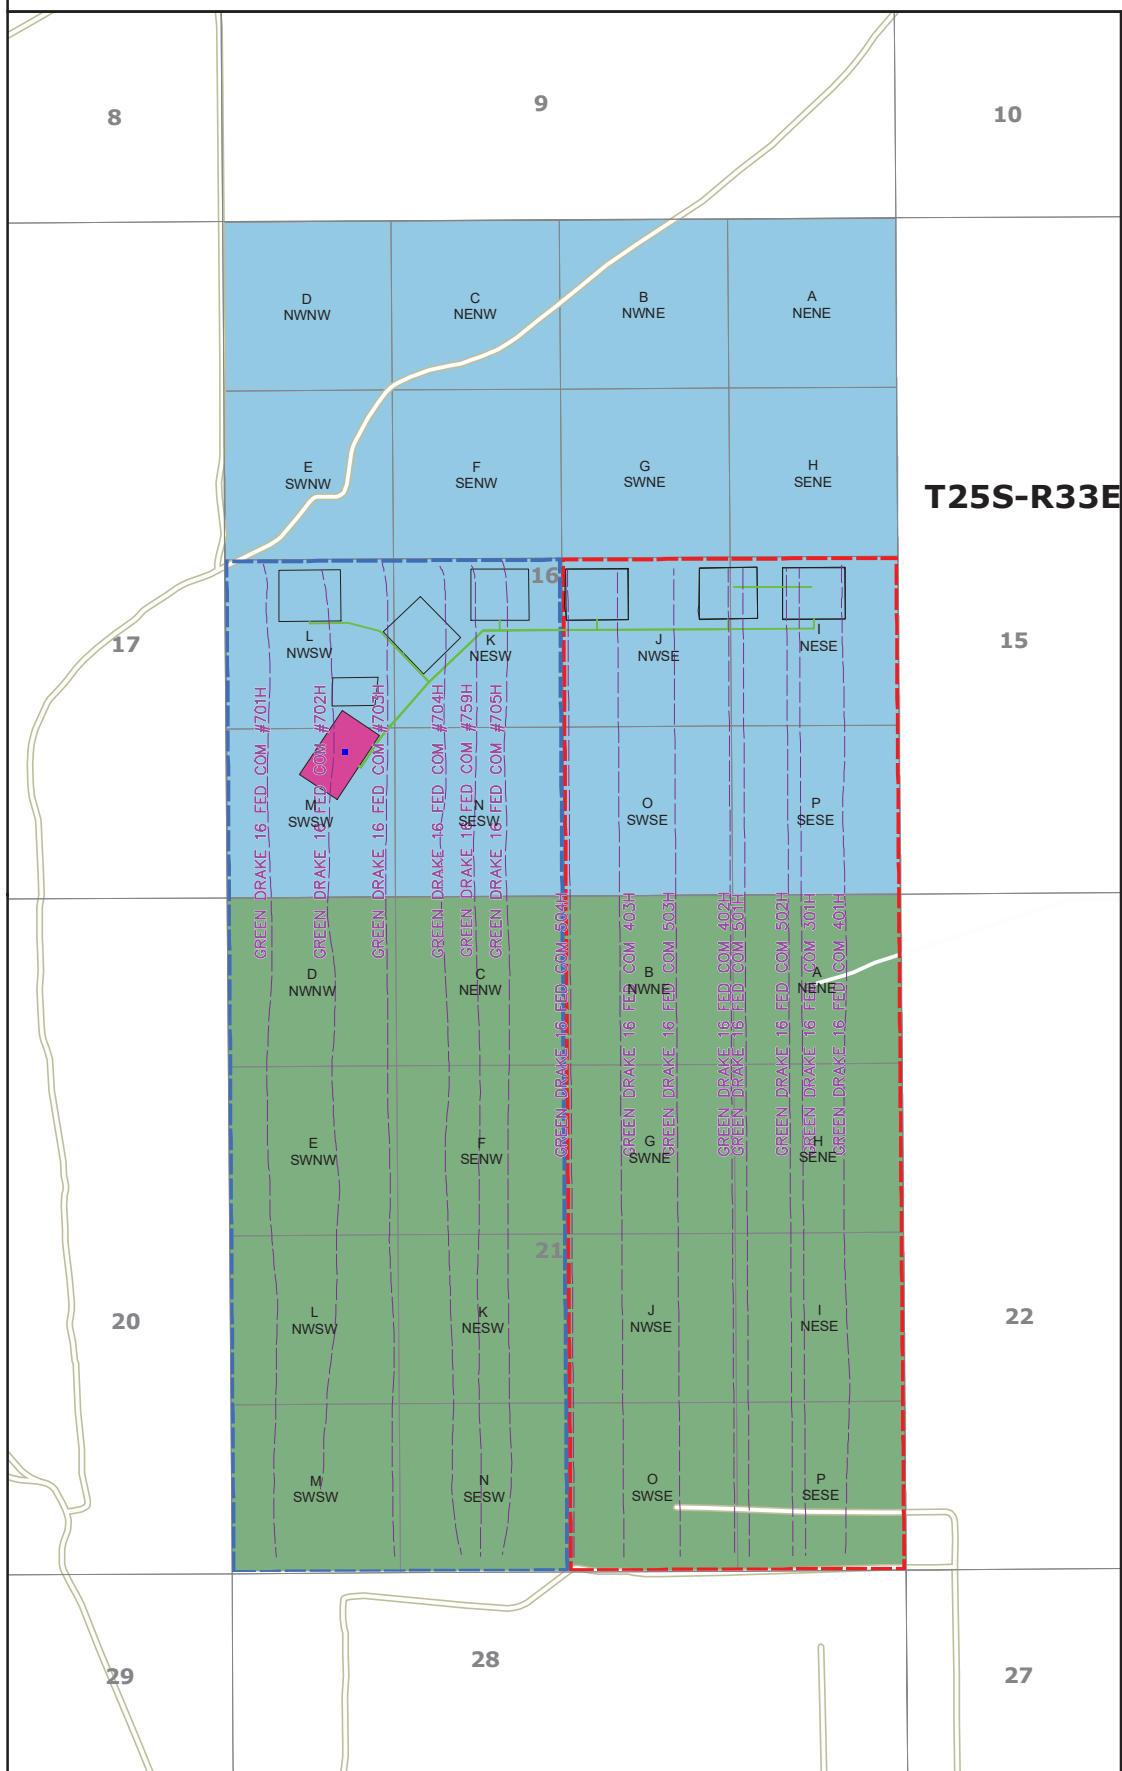 8
9
10
D
NWNW
C
NENW
B
NWNE
A
NENE
E
SWNW
F
SENW
G
SWNE
H
SENE
T25S-R33E
16
17
L
NWSW
K
NESW
J
NWSE
I
NESE
15
GREEN DRAKE 16 FED COM #701H
GREEN DRAKE 16 FED COM #702H
GREEN DRAKE 16 FED COM #703H
GREEN DRAKE 16 FED COM #704H
GREEN DRAKE 16 FED COM #759H
GREEN DRAKE 16 FED COM #705H
M
SWSW
N
SESW
O
SWSE
P
SESE
GREEN DRAKE 16 FED COM 504H
GREEN DRAKE 16 FED COM 403H
GREEN DRAKE 16 FED COM 503H
GREEN DRAKE 16 FED COM 402H
GREEN DRAKE 16 FED COM 501H
GREEN DRAKE 16 FED COM 502H
GREEN DRAKE 16 FED COM 301H
GREEN DRAKE 16 FED COM 401H
D
NWNW
C
NENW
B
NWNE
A
NENE
E
SWNW
F
SENW
G
SWNE
H
SENE
21
20
L
NWSW
K
NESW
J
NWSE
I
NESE
22
M
SWSW
N
SESW
O
SWSE
P
SESE
29
28
27